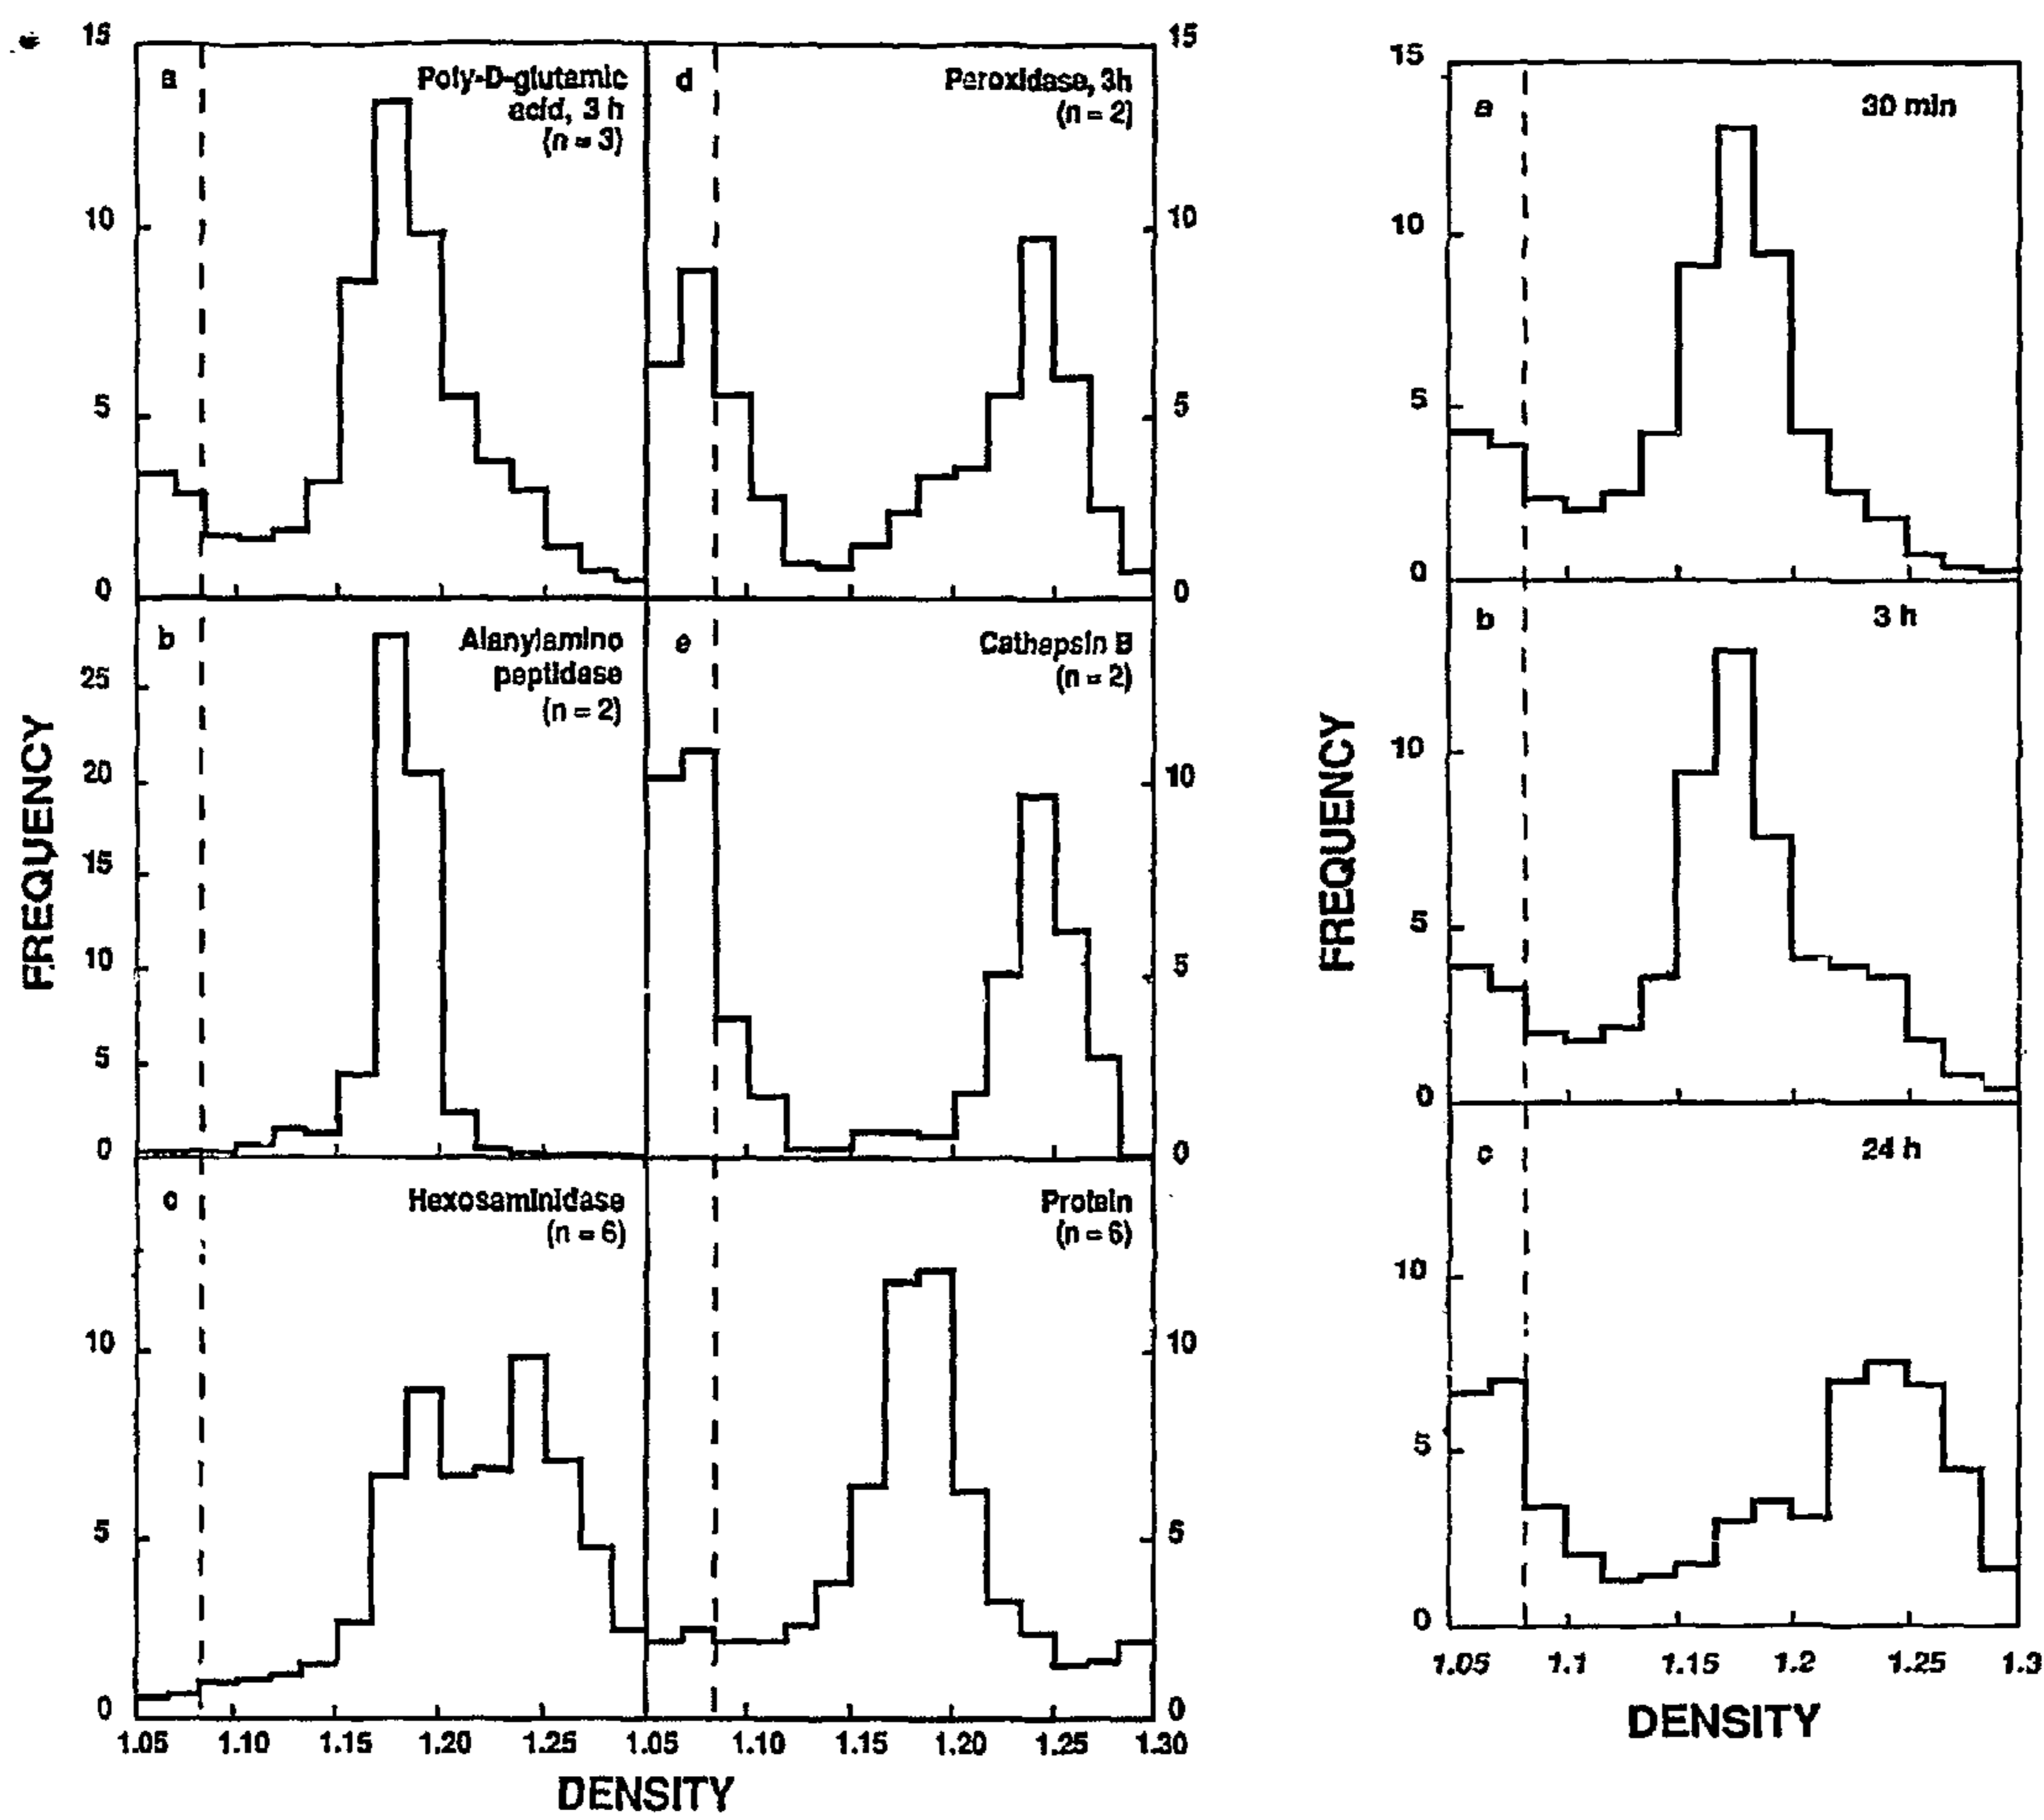 15
a
Poly-D-glutamic
acid, 3 h
(n = 3)
10
5
0
d
Peroxidase, 3h
(n = 2)
15
10
5
0
b
Alanylamino
peptidase
(n = 2)
25
20
15
10
5
0
e
Cathepsin B
(n = 2)
10
5
0
c
Hexosaminidase
(n = 6)
10
5
0
Protein
(n = 6)
10
5
0
1.05 1.10 1.15 1.20 1.25 1.05 1.10 1.15 1.20 1.25 1.30
FREQUENCY
DENSITY
15
a
30 min
10
5
0
b
3 h
10
5
0
c
24 h
10
5
0
1.05 1.1 1.15 1.2 1.25 1.3
FREQUENCY
DENSITY